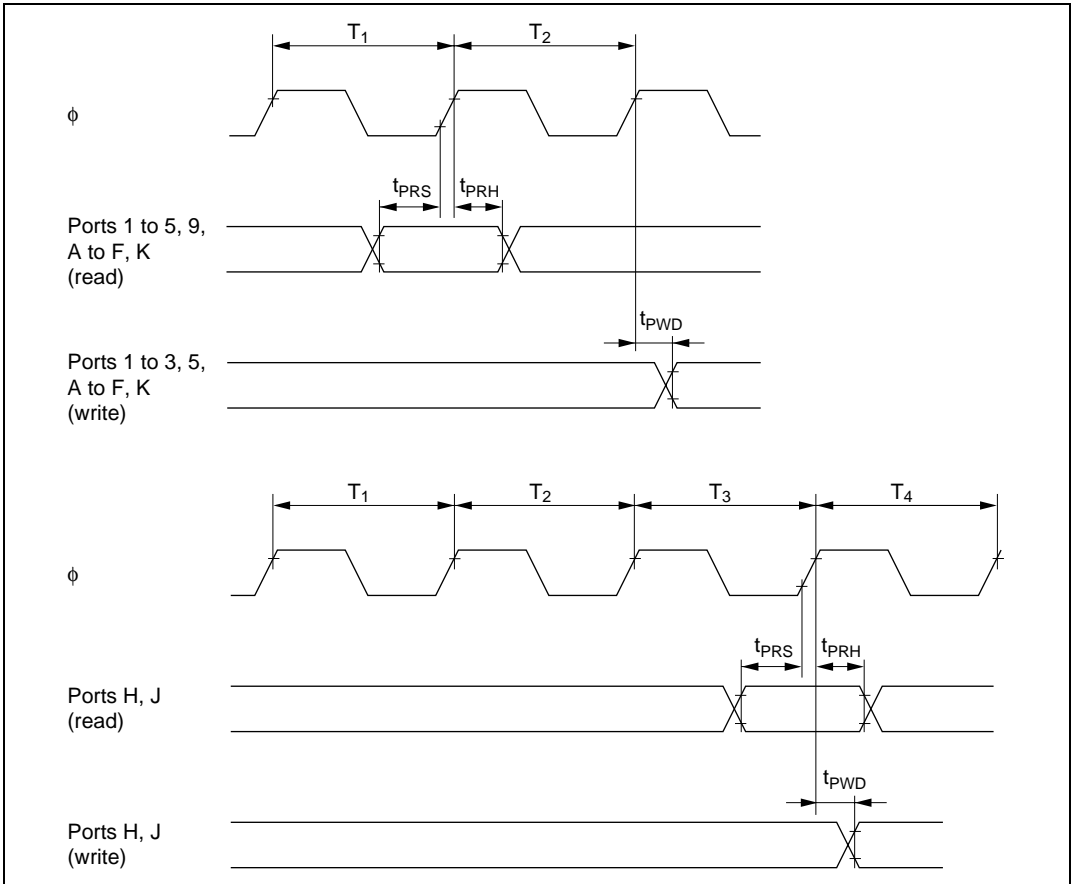 T1 T2
ϕ
tPRS tPRH
Ports 1 to 5, 9,
A to F, K
(read)
tPWD
Ports 1 to 3, 5,
A to F, K
(write)
T1 T2 T3 T4
ϕ
tPRS tPRH
Ports H, J
(read)
tPWD
Ports H, J
(write)